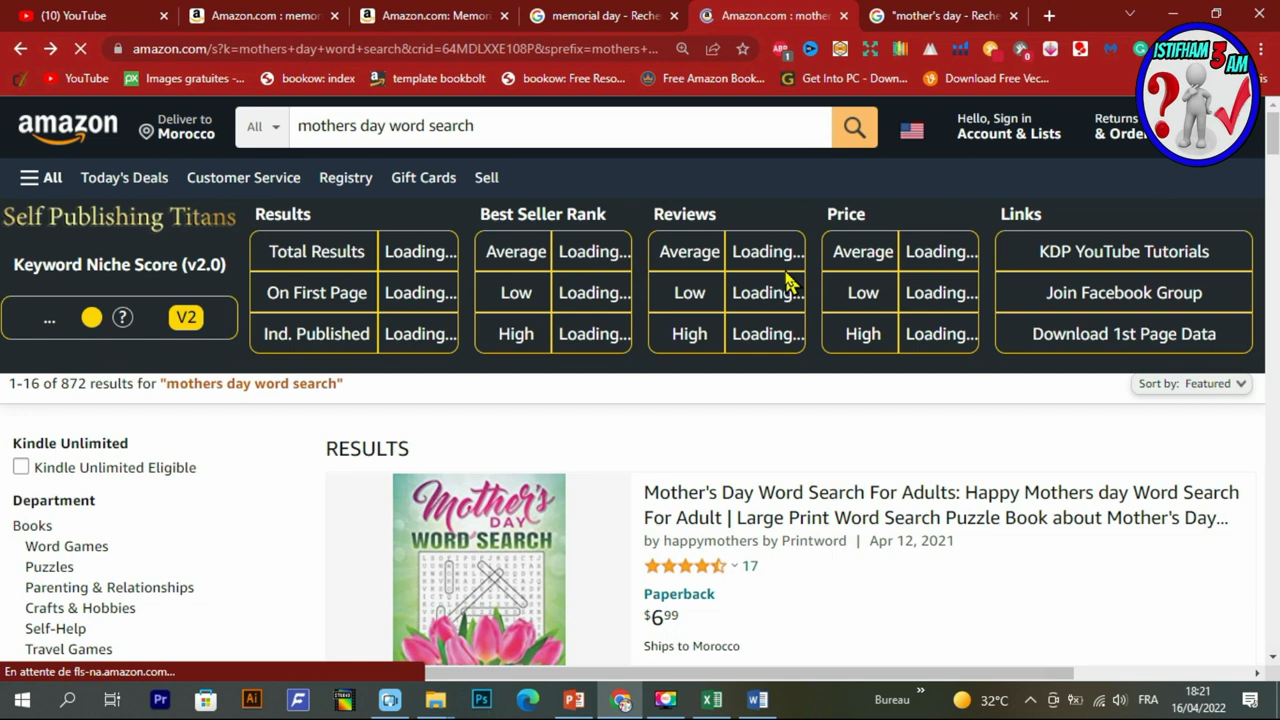 (10) YouTube
Amazon.com : memor
Amazon.com: Memor
memorial day - Reche
Amazon.com : mothe
"mother's day - Reche
amazon.com/s?k=mothers+day+word+search&crid=64MDLXXE108P&sprefix=mothers+...
YouTube
Images gratuites -...
bookow: index
template bookbolt
bookow: Free Reso...
Free Amazon Book...
Get Into PC - Down...
Download Free Vec...
ISTIFHAM 3AM
amazon
Deliver to
Morocco
All
mothers day word search
Hello, Sign in
Account & Lists
Returns
& Order
All
Today's Deals
Customer Service
Registry
Gift Cards
Sell
Self Publishing Titans
Keyword Niche Score (v2.0)
...
?
V2
Results
Total Results Loading...
On First Page Loading...
Ind. Published Loading...
Best Seller Rank
Average Loading...
Low Loading...
High Loading...
Reviews
Average Loading...
Low Loading...
High Loading...
Price
Average Loading...
Low Loading...
High Loading...
Links
KDP YouTube Tutorials
Join Facebook Group
Download 1st Page Data
1-16 of 872 results for "mothers day word search"
Sort by: Featured
Kindle Unlimited
Kindle Unlimited Eligible
Department
Books
Word Games
Puzzles
Parenting & Relationships
Crafts & Hobbies
Self-Help
Travel Games
RESULTS
Mother's
DAY
WORD SEARCH
Mother's Day Word Search For Adults: Happy Mothers day Word Search
For Adult | Large Print Word Search Puzzle Book about Mother's Day...
by happymothers by Printword | Apr 12, 2021
17
Paperback
$699
Ships to Morocco
En attente de fls-na.amazon.com...
Bureau
32°C
FRA
18:21
16/04/2022